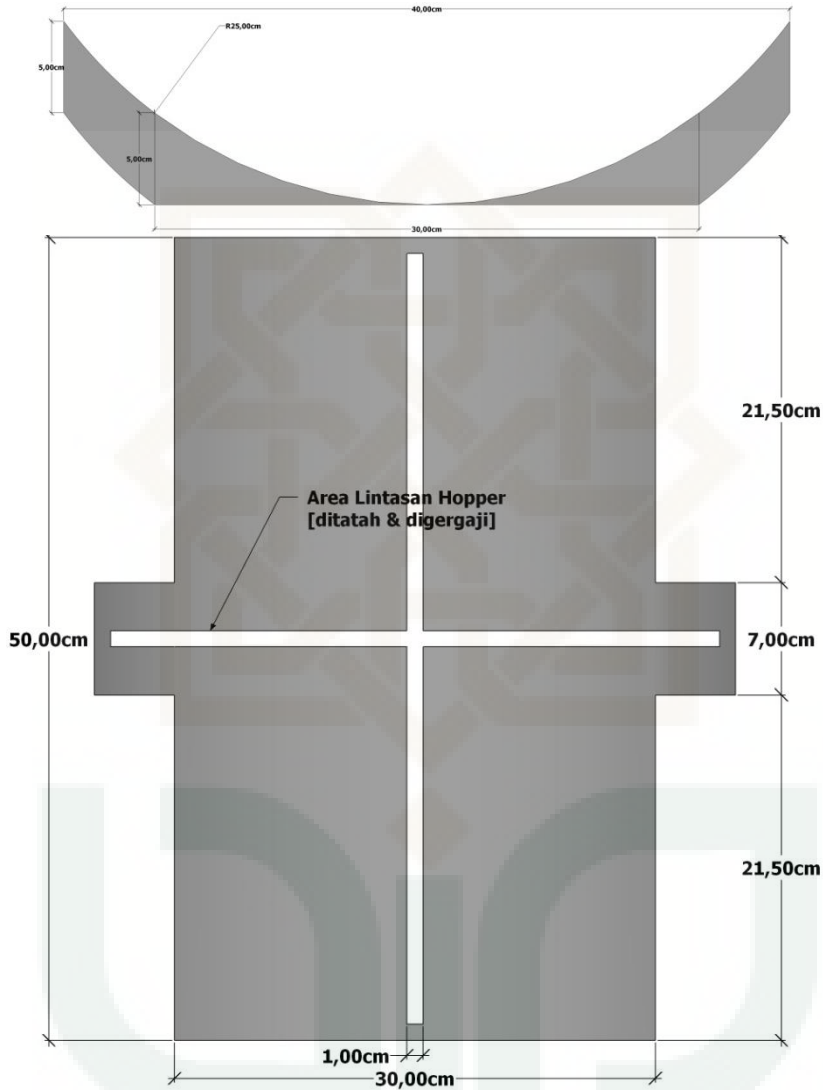 40,00cm
R25,00cm
5,00cm
5,00cm
30,00cm
21,50cm
Area Lintasan Hopper
[ditatah & digergaji]
50,00cm
7,00cm
21,50cm
1,00cm
30,00cm